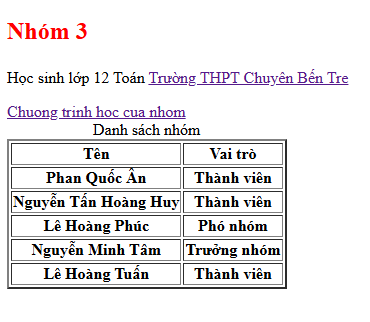 Nhóm 3
Học sinh lớp 12 Toán Trường THPT Chuyên Bến Tre
Chuong trinh hoc cua nhom
Danh sách nhóm
Tên Vai trò
Phan Quốc Ân Thành viên
Nguyễn Tấn Hoàng Huy Thành viên
Lê Hoàng Phúc Phó nhóm
Nguyễn Minh Tâm Trưởng nhóm
Lê Hoàng Tuấn Thành viên